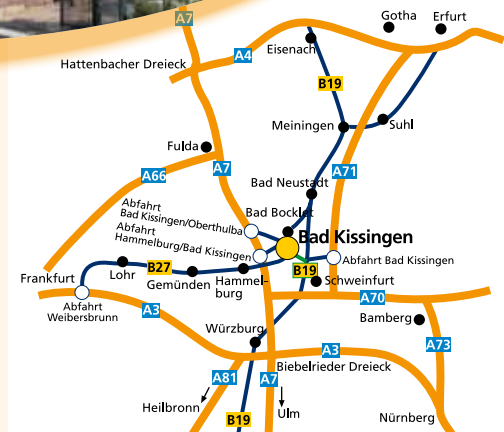 Gotha
Erfurt
A7
Eisenach
A4
Hattenbacher Dreieck
B19
Meiningen
Suhl
Fulda
A7
A66
A71
Bad Neustadt
Abfahrt
Bad Kissingen/Oberthulba
Bad Bocklet
Abfahrt
Hammelburg/Bad Kissingen
Bad Kissingen
Abfahrt Bad Kissingen
Frankfurt
Lohr
B27
Gemünden
Hammel-
burg
B19
Schweinfurt
A70
Abfahrt
Weibersbrunn
A3
Bamberg
Würzburg
A73
A3
Biebelrieder Dreieck
A81
A7
Heilbronn
Ulm
B19
Nürnberg